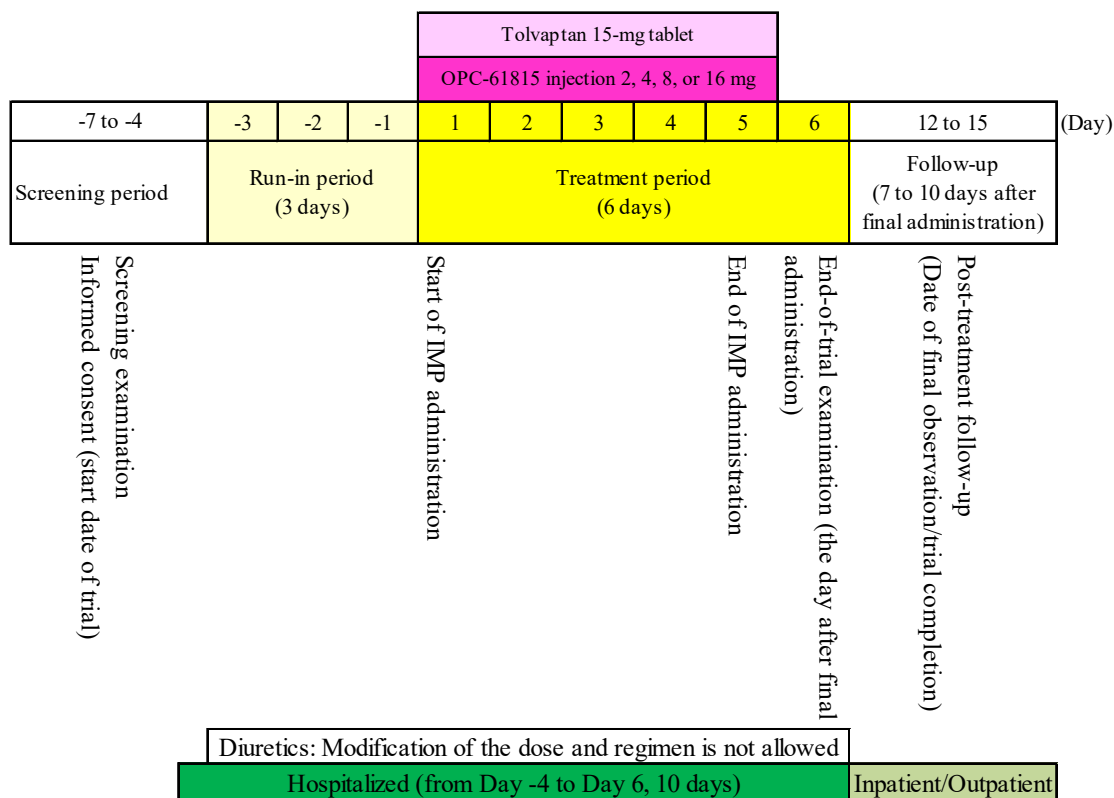 Tolvaptan 15-mg tablet
OPC-61815 injection 2, 4, 8, or 16 mg
-7 to -4
-3
-2
-1
1
2
3
4
5
6
12 to 15
(Day)
Screening period
Run-in period
(3 days)
Treatment period
(6 days)
Follow-up
(7 to 10 days after
final administration)
Screening examination
Informed consent (start date of trial)
Start of IMP administration
End of IMP administration
End-of-trial examination (the day after final
administration)
Post-treatment follow-up
(Date of final observation/trial completion)
Diuretics: Modification of the dose and regimen is not allowed
Hospitalized (from Day -4 to Day 6, 10 days)
Inpatient/Outpatient